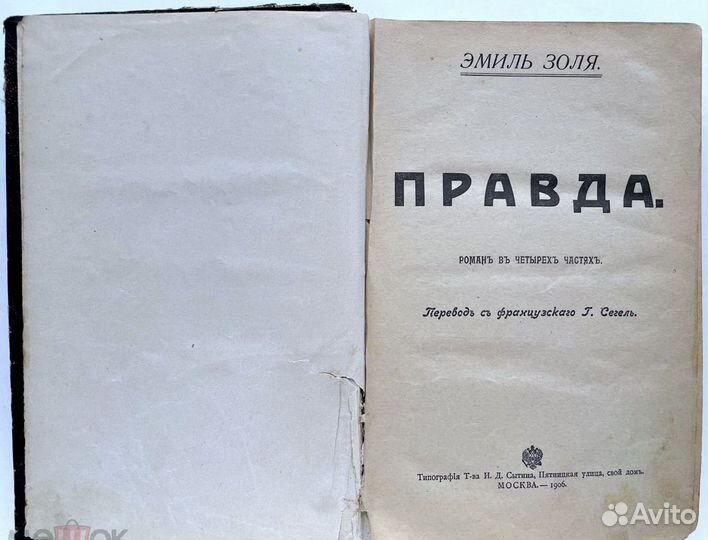 ЭМИЛЬ ЗОЛЯ.
ПРАВДА.
РОМАНЪ ВЪ ЧЕТЫРЕХЪ ЧАСТЯХЪ.
Переводъ съ французскаго Г. Сегель.
Типографія Т-ва И. Д. Сытина, Пятницкая улица, свой домъ.
МОСКВА.—1906.
мешок
Avito